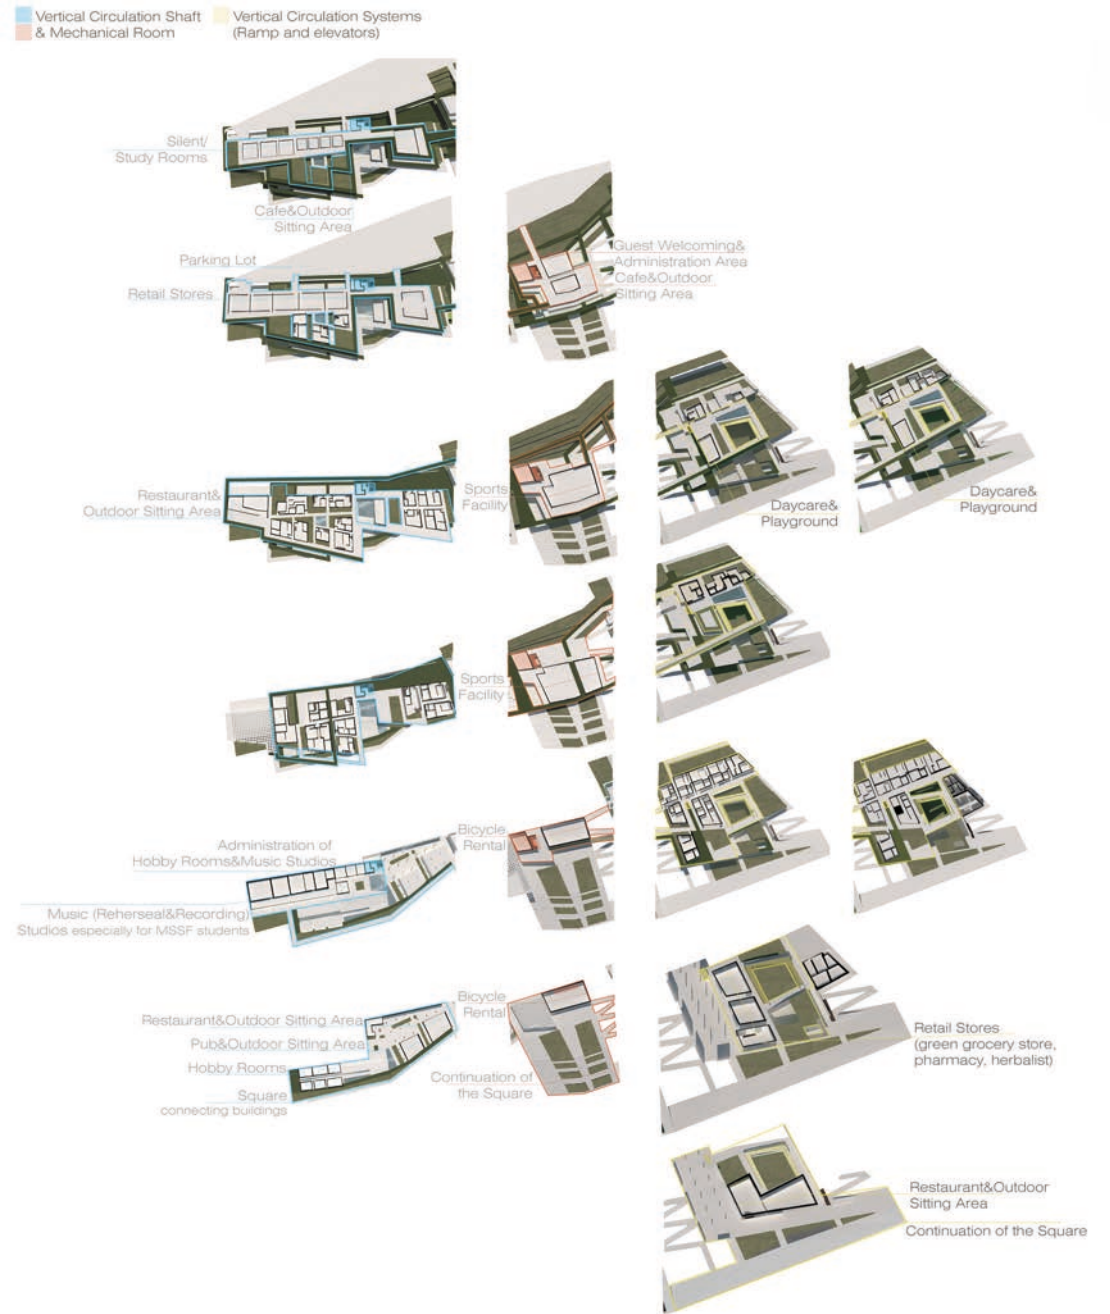 Vertical Circulation Shaft
& Mechanical Room
Vertical Circulation Systems
(Ramp and elevators)
Silent/
Study Rooms
Cafe&Outdoor
Sitting Area
Parking Lot
Retail Stores
Guest Welcoming&
Administration Area
Cafe&Outdoor
Sitting Area
Restaurant&
Outdoor Sitting Area
Sports
Facility
Daycare&
Playground
Daycare&
Playground
Sports
Facility
Administration of
Hobby Rooms&Music Studios
Bicycle
Rental
Music (Reherseal&Recording)
Studios especially for MSSF students
Restaurant&Outdoor Sitting Area
Pub&Outdoor Sitting Area
Hobby Rooms
Square
connecting buildings
Bicycle
Rental
Continuation of
the Square
Retail Stores
(green grocery store,
pharmacy, herbalist)
Restaurant&Outdoor
Sitting Area
Continuation of the Square